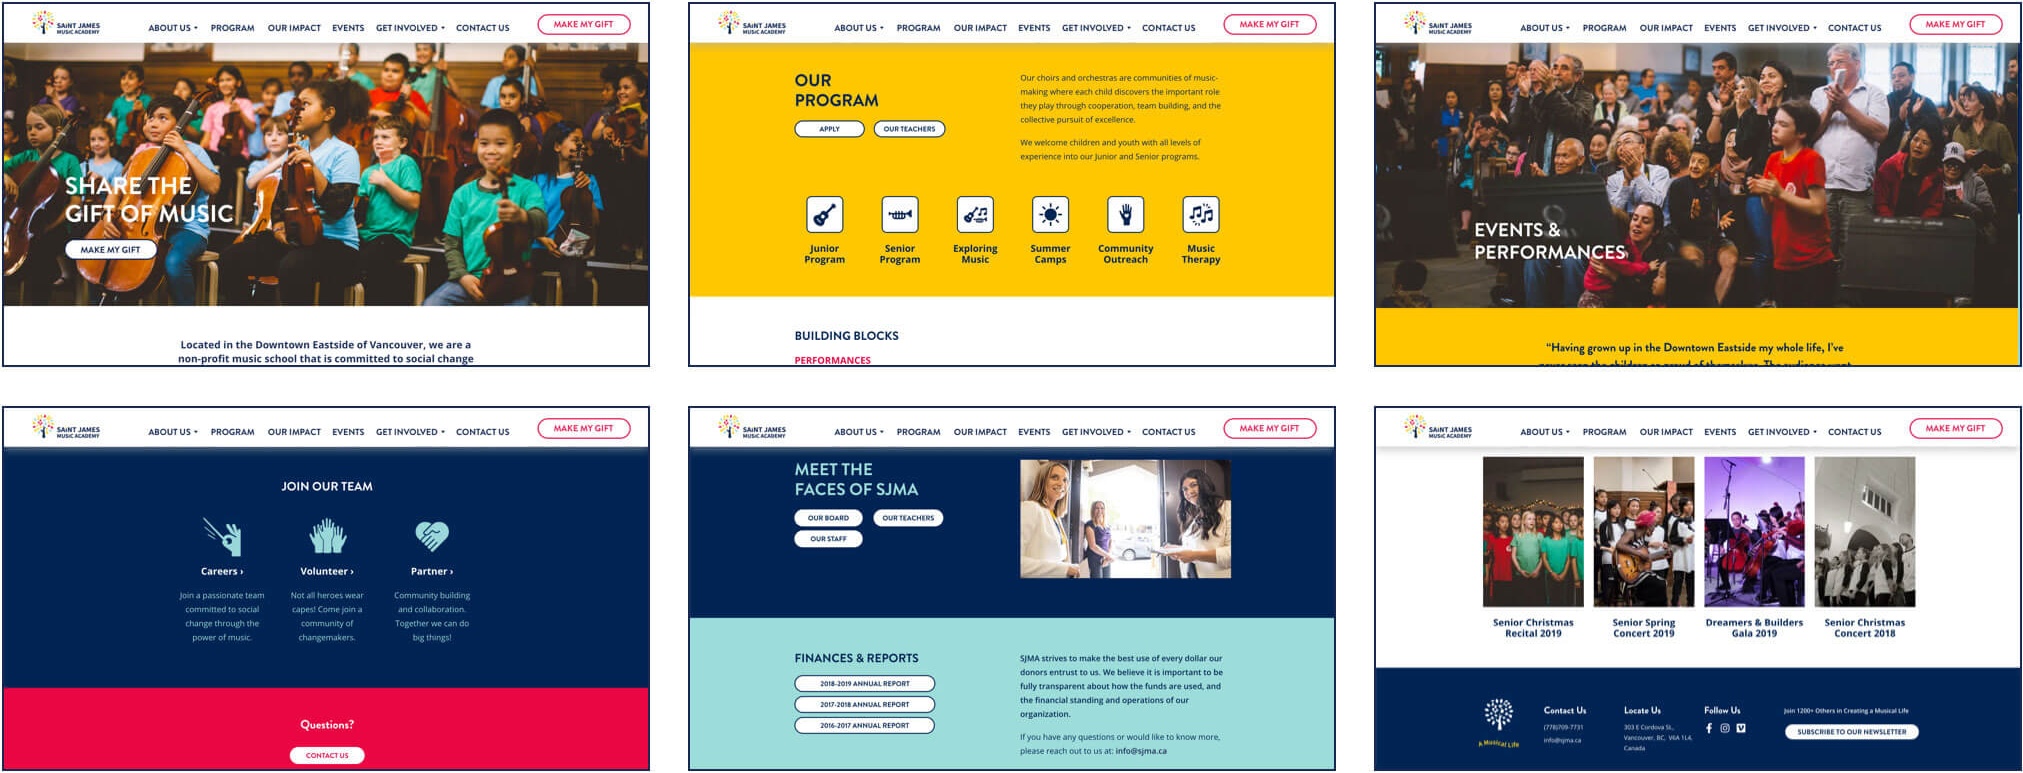 SAiNT JAMES
MUSIC ACADEMY
ABOUT US
PROGRAM
OUR IMPACT
EVENTS
GET INVOLVED
CONTACT US
MAKE MY GIFT
SHARE THE
GIFT OF MUSIC
MAKE MY GIFT
Located in the Downtown Eastside of Vancouver, we are a
non-profit music school that is committed to social change
SAiNT JAMES
MUSIC ACADEMY
ABOUT US
PROGRAM
OUR IMPACT
EVENTS
GET INVOLVED
CONTACT US
MAKE MY GIFT
OUR
PROGRAM
APPLY
OUR TEACHERS
Our choirs and orchestras are communities of music-
making where each child discovers the important role
they play through cooperation, team building, and the
collective pursuit of excellence.
We welcome children and youth with all levels of
experience into our Junior and Senior programs.
Junior
Program
Senior
Program
Exploring
Music
Summer
Camps
Community
Outreach
Music
Therapy
BUILDING BLOCKS
PERFORMANCES
SAiNT JAMES
MUSIC ACADEMY
ABOUT US
PROGRAM
OUR IMPACT
EVENTS
GET INVOLVED
CONTACT US
MAKE MY GIFT
EVENTS &
PERFORMANCES
“Having grown up in the Downtown Eastside my whole life, I’ve
never seen the children so proud of themselves. The audience went
SAiNT JAMES
MUSIC ACADEMY
ABOUT US
PROGRAM
OUR IMPACT
EVENTS
GET INVOLVED
CONTACT US
MAKE MY GIFT
JOIN OUR TEAM
Careers ›
Join a passionate team
committed to social
change through the
power of music.
Volunteer ›
Not all heroes wear
capes! Come join a
community of
changemakers.
Partner ›
Community building
and collaboration.
Together we can do
big things!
Questions?
CONTACT US
SAiNT JAMES
MUSIC ACADEMY
ABOUT US
PROGRAM
OUR IMPACT
EVENTS
GET INVOLVED
CONTACT US
MAKE MY GIFT
MEET THE
FACES OF SJMA
OUR BOARD
OUR TEACHERS
OUR STAFF
FINANCES & REPORTS
2018-2019 ANNUAL REPORT
2017-2018 ANNUAL REPORT
2016-2017 ANNUAL REPORT
SJMA strives to make the best use of every dollar our
donors entrust to us. We believe it is important to be
fully transparent about how the funds are used, and
the financial standing and operations of our
organization.
If you have any questions or would like to know more,
please reach out to us at: info@sjma.ca
SAiNT JAMES
MUSIC ACADEMY
ABOUT US
PROGRAM
OUR IMPACT
EVENTS
GET INVOLVED
CONTACT US
MAKE MY GIFT
Senior Christmas
Recital 2019
Senior Spring
Concert 2019
Dreamers & Builders
Gala 2019
Senior Christmas
Concert 2018
A Musical Life
Contact Us
(778)709-7731
info@sjma.ca
Locate Us
303 E Cordova St.,
Vancouver, BC, V6A 1L4,
Canada
Follow Us
Join 1200+ Others in Creating a Musical Life
SUBSCRIBE TO OUR NEWSLETTER